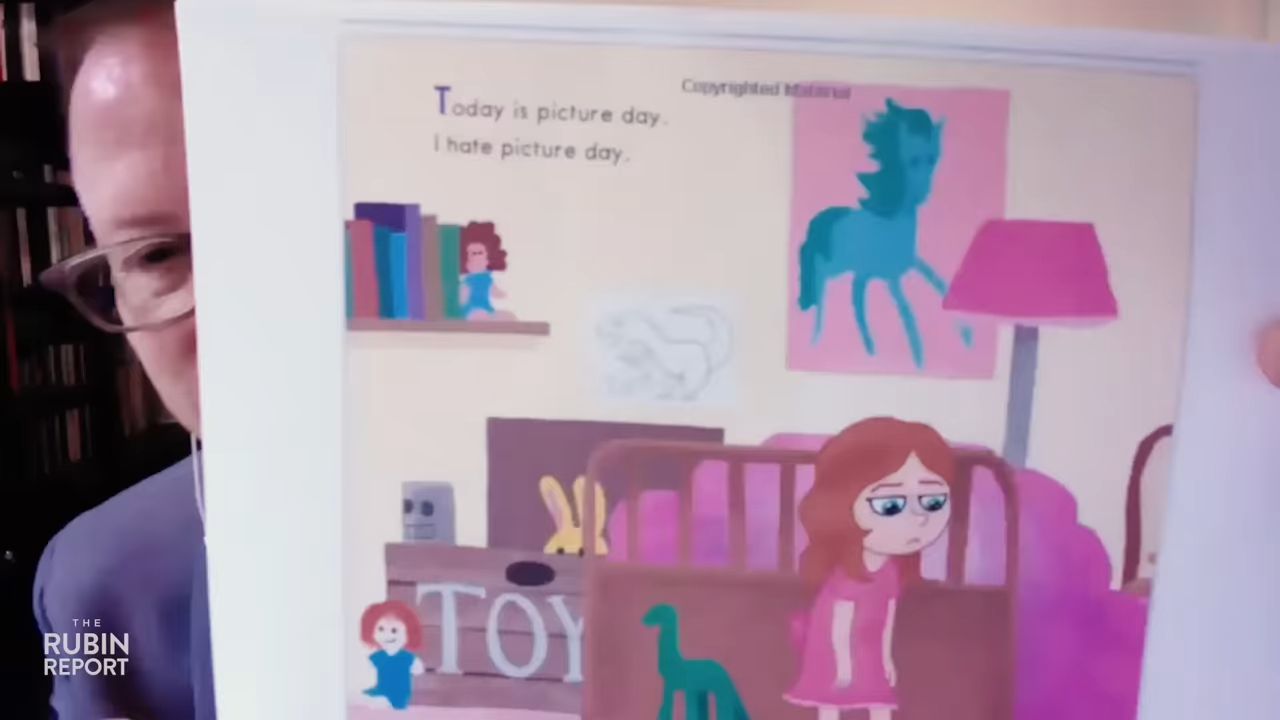 Copyrighted Material
Today is picture day.
I hate picture day.
TOY
THE
RUBIN
REPORT